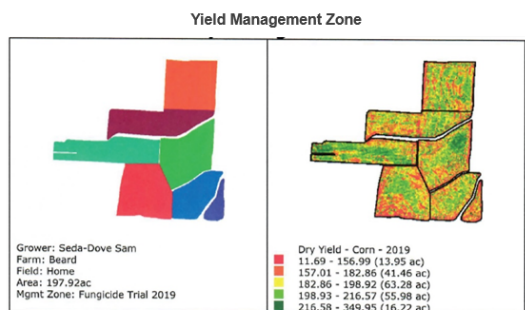 Yield Management Zone
Grower: Seda-Dove Sam
Farm: Beard
Field: Home
Area: 197.92ac
Mgmt Zone: Fungicide Trial 2019
Dry Yield - Corn - 2019
11.69 - 156.99 (13.95 ac)
157.01 - 182.86 (41.46 ac)
182.86 - 198.92 (63.28 ac)
198.93 - 216.57 (55.98 ac)
216.58 - 349.95 (16.22 ac)